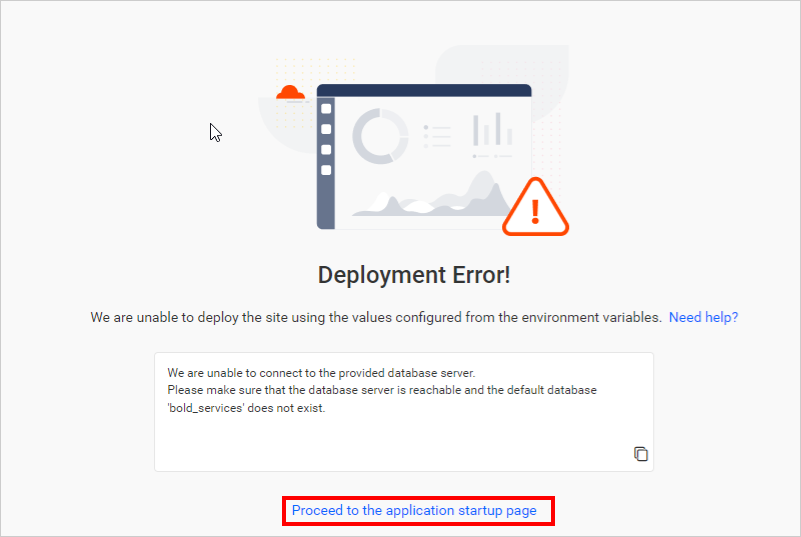 Deployment Error!
We are unable to deploy the site using the values configured from the environment variables. Need help?
We are unable to connect to the provided database server.
Please make sure that the database server is reachable and the default database
'bold_services' does not exist.
Proceed to the application startup page